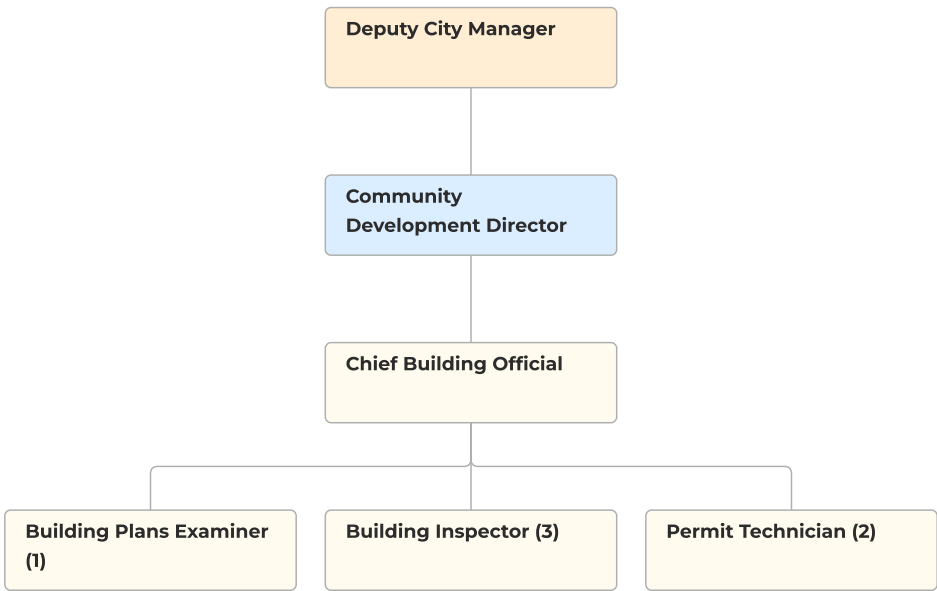 Deputy City Manager
Community
Development Director
Chief Building Official
Building Plans Examiner
(1)
Building Inspector (3)
Permit Technician (2)